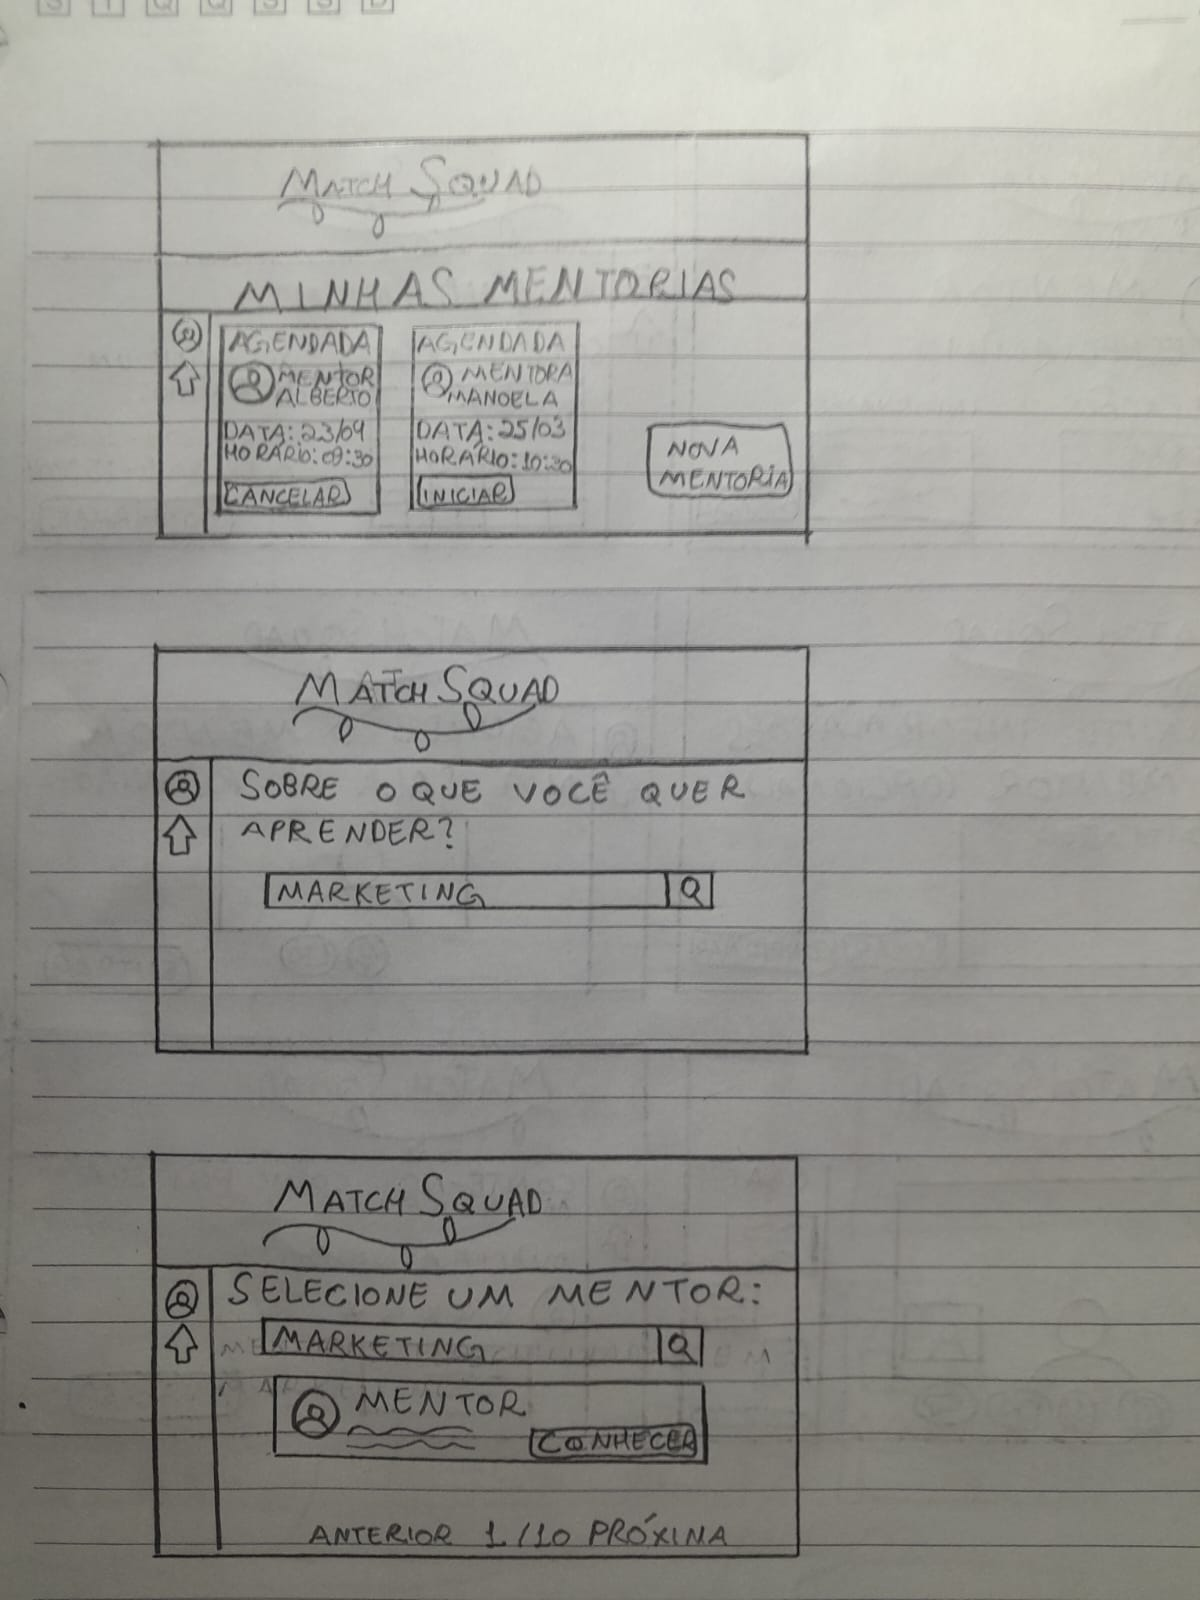 S T Q Q S S D
MATCH SQUAD
MINHAS MENTORIAS
AGENDADA
MENTOR
ALBERTO
DATA: 23/09
HORÁRIO: 09:30
CANCELAR
AGENDADA
MENTORA
MANOELA
DATA: 25/03
HORÁRIO: 10:30
INICIAR
NOVA
MENTORIA
MATCH SQUAD
SOBRE O QUE VOCÊ QUER
APRENDER?
MARKETING
MATCH SQUAD
SELECIONE UM MENTOR:
MARKETING
MENTOR
CONHECER
ANTERIOR 1/10 PRÓXINA